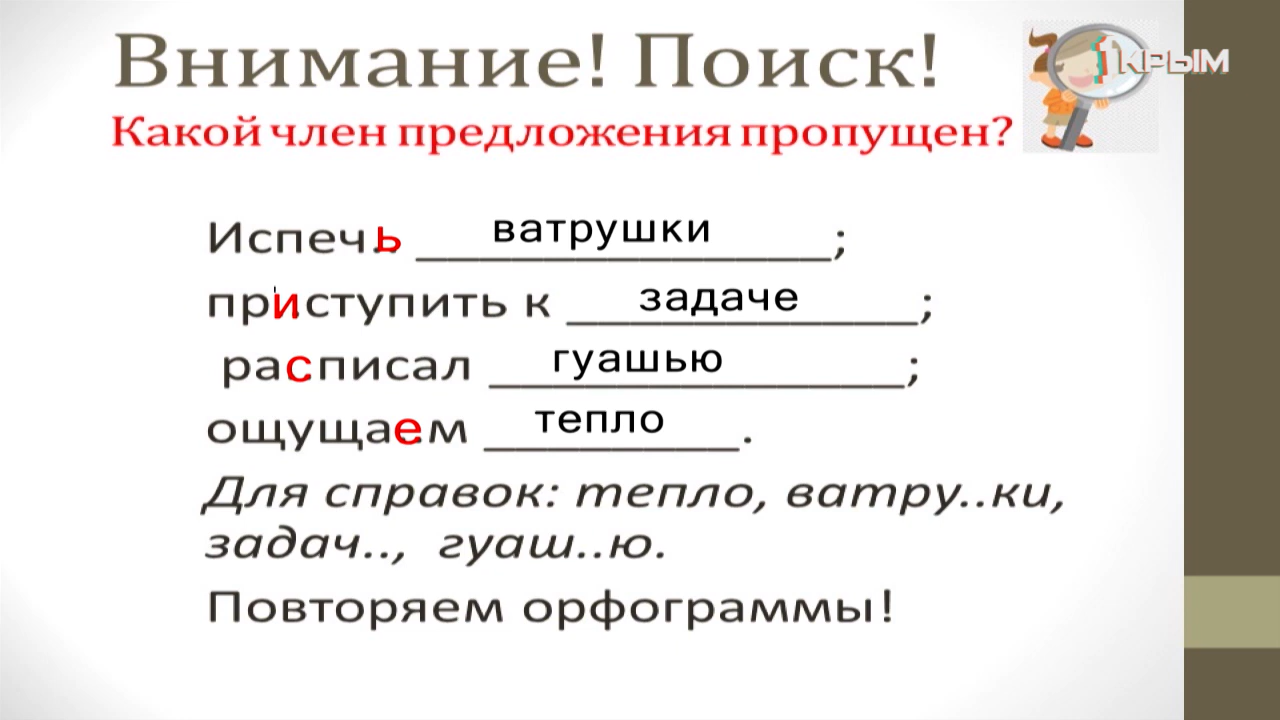 Внимание! Поиск!
1КРЫМ
Какой член предложения пропущен?
Испечь ватрушки;
приступить к задаче;
расписал гуашью;
ощущаем тепло.
Для справок: тепло, ватру..ки,
задач.., гуаш..ю.
Повторяем орфограммы!